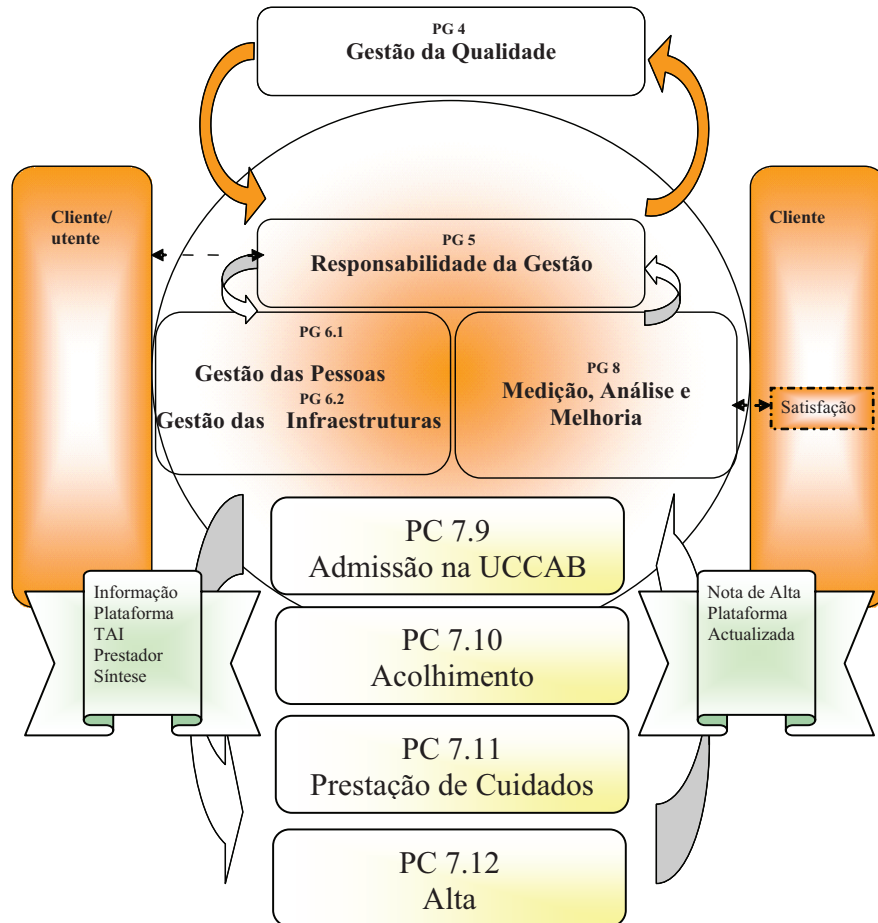 PG 4
Gestão da Qualidade
Cliente/
utente
Cliente
PG 5
Responsabilidade da Gestão
PG 6.1
Gestão das Pessoas
PG 6.2
Gestão das Infraestruturas
PG 8
Medição, Análise e
Melhoria
Satisfação
PC 7.9
Admissão na UCCAB
Informação
Plataforma
TAI
Prestador
Síntese
Nota de Alta
Plataforma
Actualizada
PC 7.10
Acolhimento
PC 7.11
Prestação de Cuidados
PC 7.12
Alta